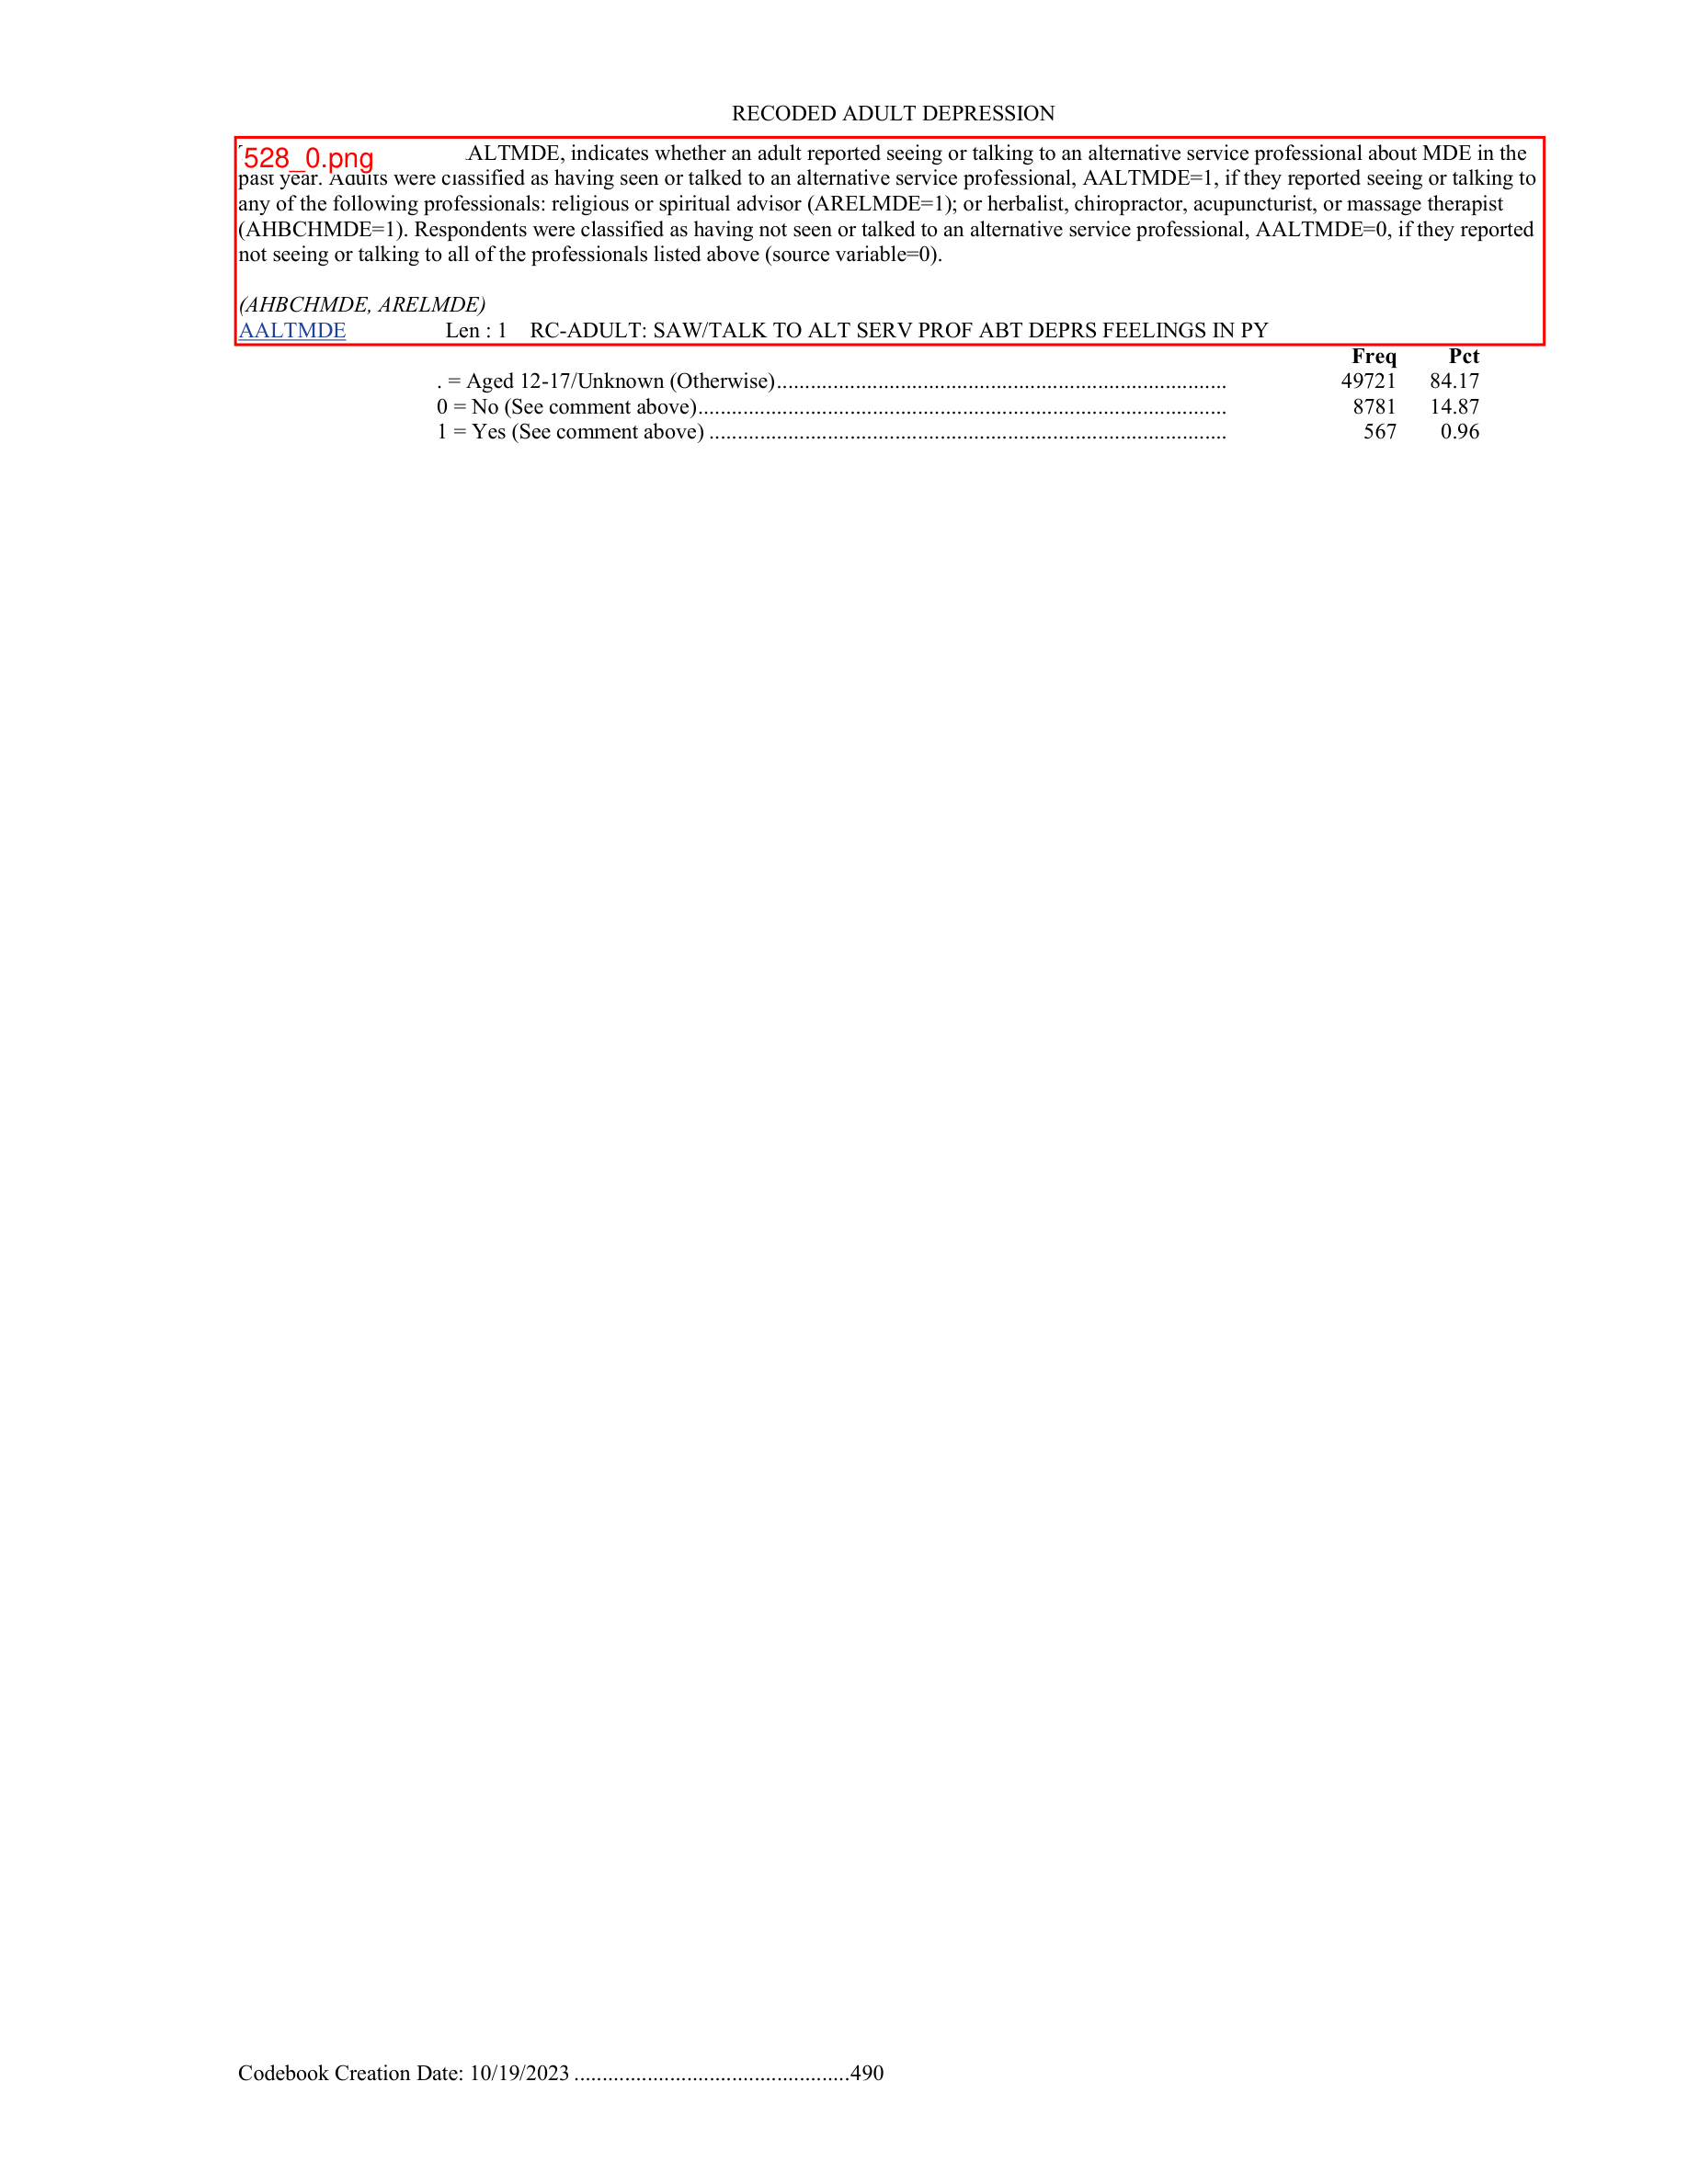 RECODED ADULT DEPRESSION
528_0.png ALTMDE, indicates whether an adult reported seeing or talking to an alternative service professional about MDE in the
past year. Adults were classified as having seen or talked to an alternative service professional, AALTMDE=1, if they reported seeing or talking to
any of the following professionals: religious or spiritual advisor (ARELMDE=1); or herbalist, chiropractor, acupuncturist, or massage therapist
(AHBCHMDE=1). Respondents were classified as having not seen or talked to an alternative service professional, AALTMDE=0, if they reported
not seeing or talking to all of the professionals listed above (source variable=0).
(AHBCHMDE, ARELMDE)
AALTMDE Len : 1 RC-ADULT: SAW/TALK TO ALT SERV PROF ABT DEPRS FEELINGS IN PY
Freq Pct
. = Aged 12-17/Unknown (Otherwise)................................................................................ 49721 84.17
0 = No (See comment above).............................................................................................. 8781 14.87
1 = Yes (See comment above) ............................................................................................ 567 0.96
Codebook Creation Date: 10/19/2023 .................................................490